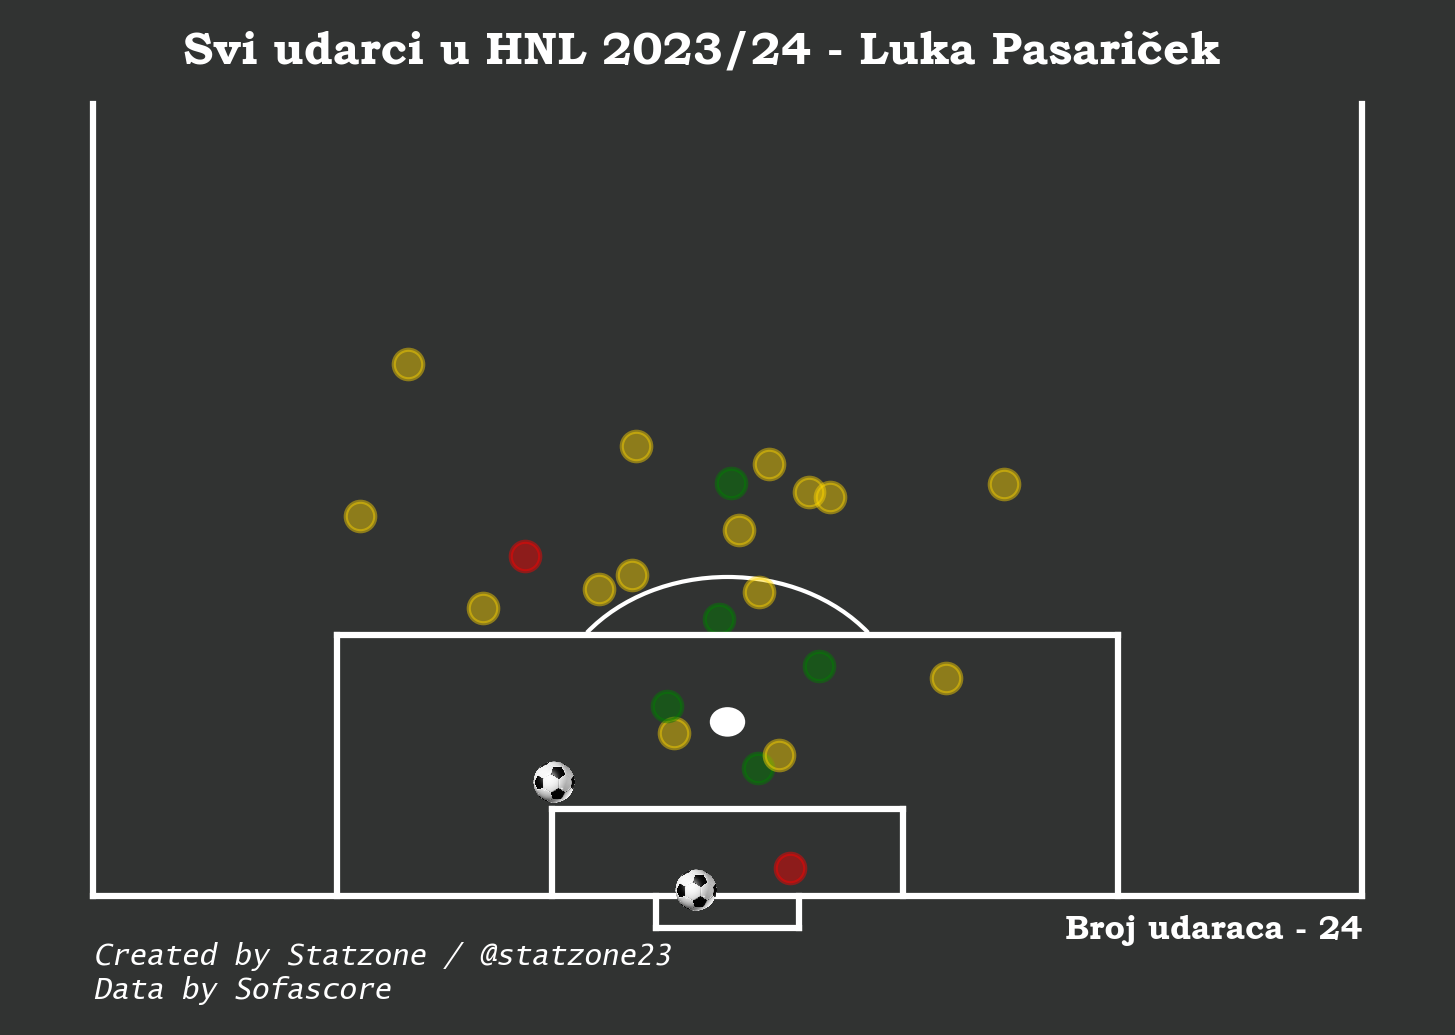 Svi udarci u HNL 2023/24 - Luka Pasariček
Broj udaraca - 24
Created by Statzone / @statzone23
Data by Sofascore